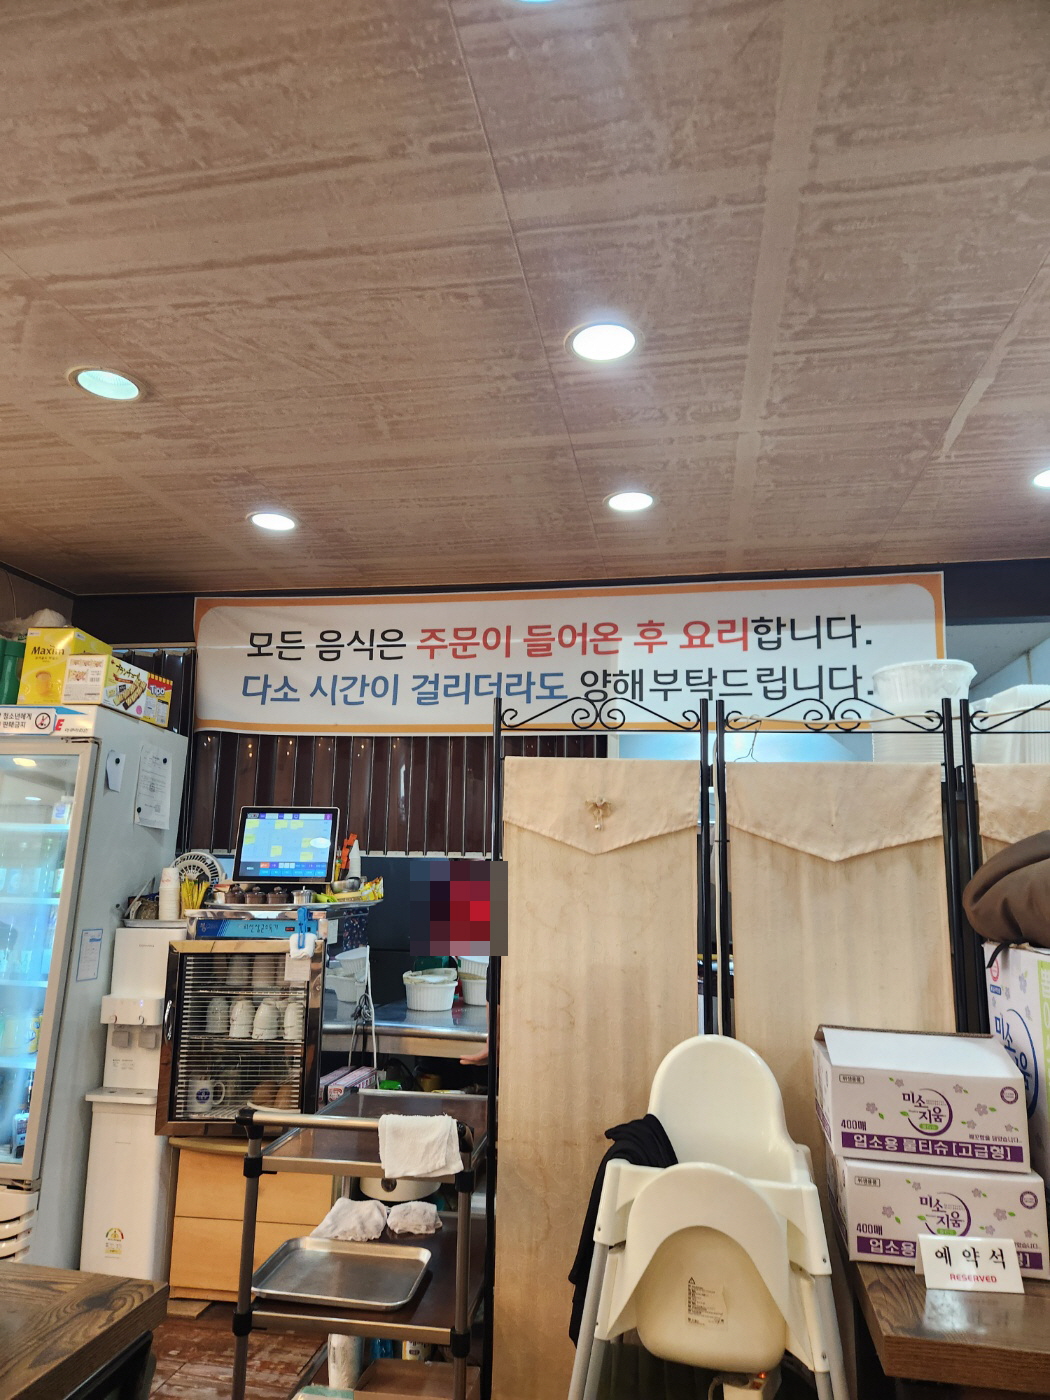 모든 음식은 주문이 들어온 후 요리합니다.
다소 시간이 걸리더라도 양해부탁드립니다.
Maxim
미소
지움
400매
업소용 물티슈 [고급형]
미소
지움
400매
업소용
예약석
RESERVED